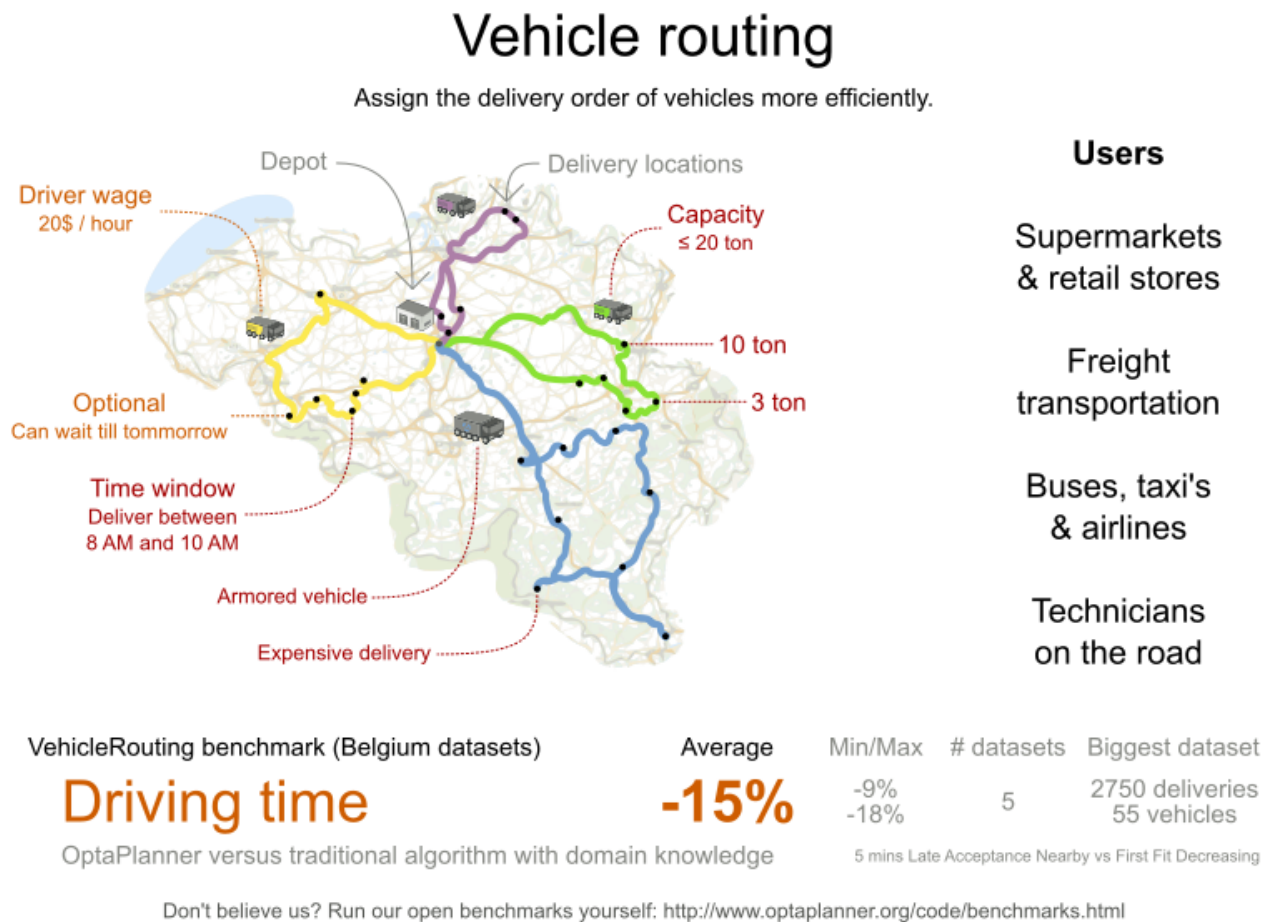 Vehicle routing
Assign the delivery order of vehicles more efficiently.
Depot
Delivery locations
Users
Driver wage
20$ / hour
Capacity
≤ 20 ton
Supermarkets
& retail stores
10 ton
Freight
transportation
3 ton
Optional
Can wait till tommorrow
Time window
Deliver between
8 AM and 10 AM
Buses, taxi's
& airlines
Armored vehicle
Expensive delivery
Technicians
on the road
VehicleRouting benchmark (Belgium datasets)
Average
Min/Max
# datasets
Biggest dataset
Driving time
-15%
-9%
-18%
5
2750 deliveries
55 vehicles
OptaPlanner versus traditional algorithm with domain knowledge
5 mins Late Acceptance Nearby vs First Fit Decreasing
Don't believe us? Run our open benchmarks yourself: http://www.optaplanner.org/code/benchmarks.html